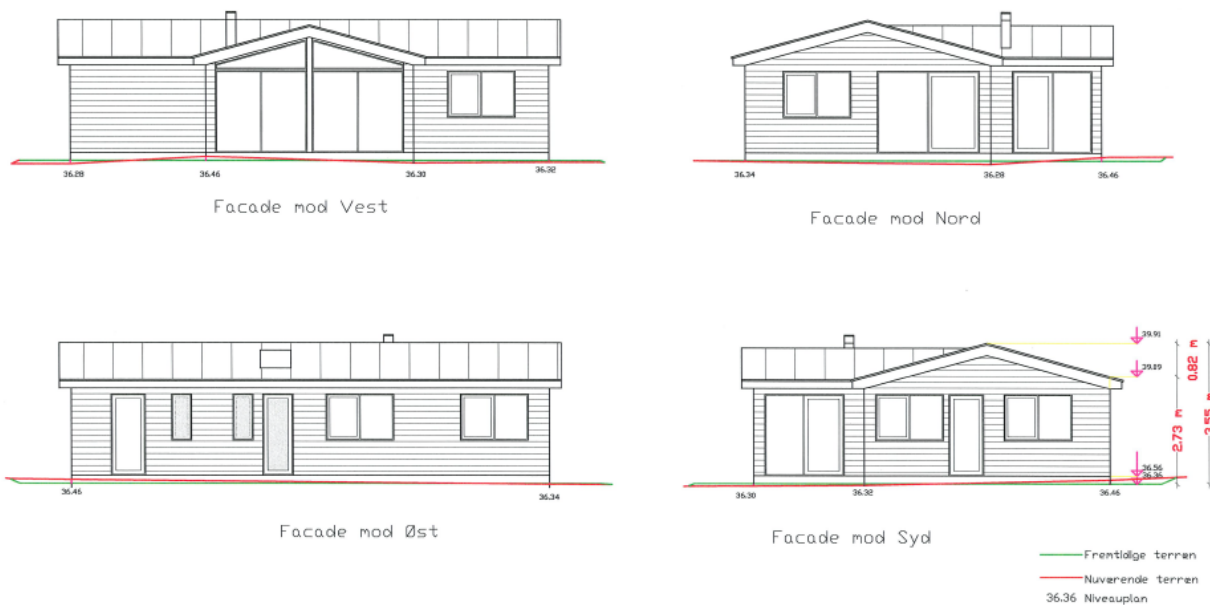 36.28
36.46
36.30
36.32
Facade mod Vest
36.34
36.28
36.46
Facade mod Nord
36.46
36.34
Facade mod Øst
39.91
39.09
0.82 m
2.73 m
3.55 m
36.56
36.36
36.30
36.32
36.46
Facade mod Syd
Fremtidige terræn
Nuværende terræn
36.36 Niveauplan